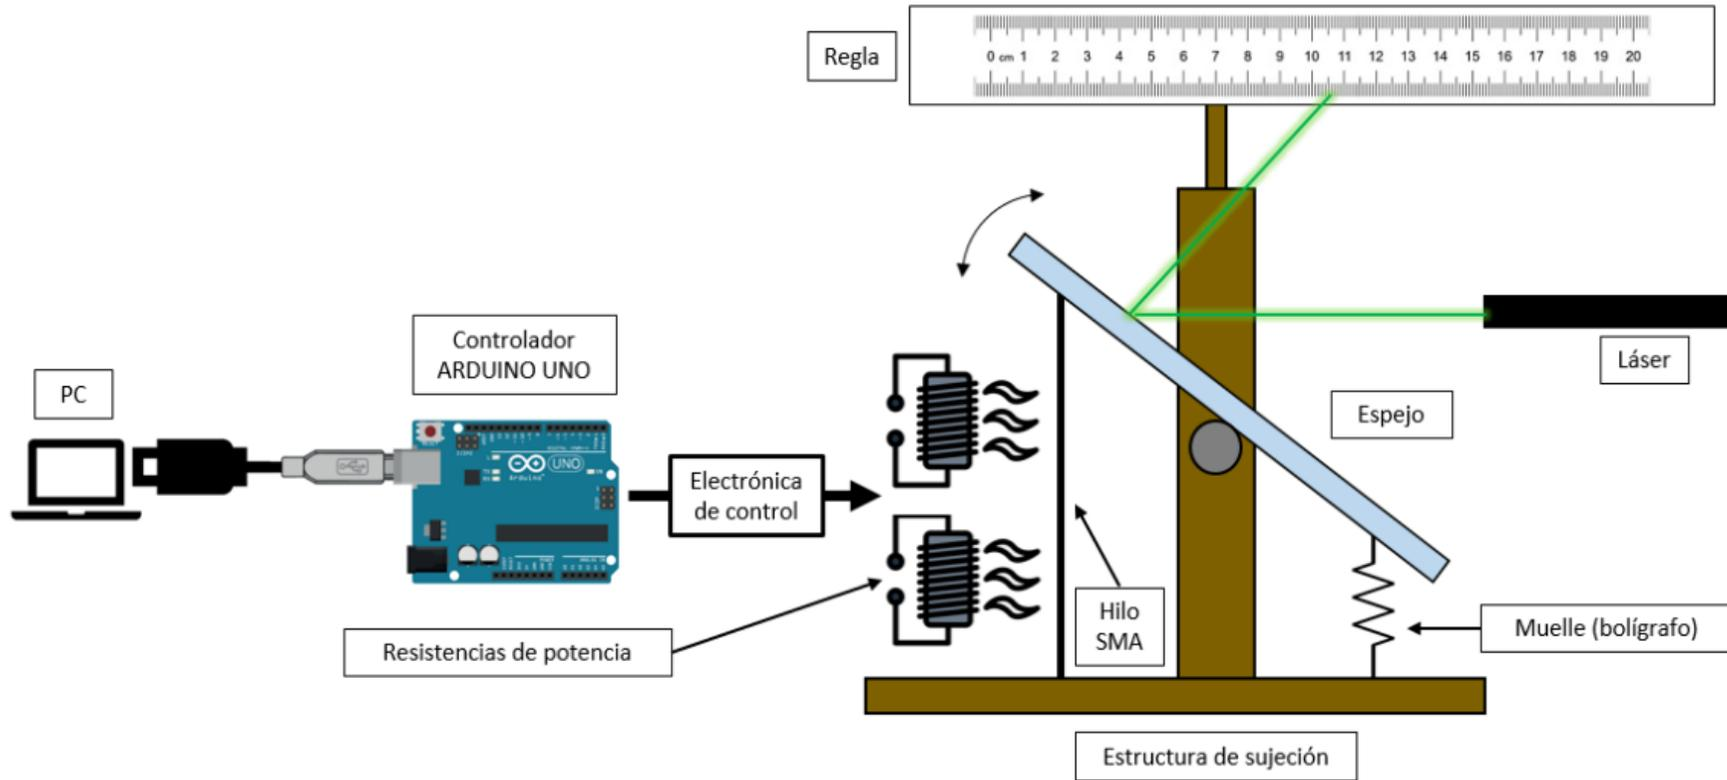 Regla
0 cm 1 2 3 4 5 6 7 8 9 10 11 12 13 14 15 16 17 18 19 20
Controlador
ARDUINO UNO
PC
Láser
Espejo
UNO
Arduino
Electrónica
de control
Hilo
SMA
Muelle (bolígrafo)
Resistencias de potencia
Estructura de sujeción